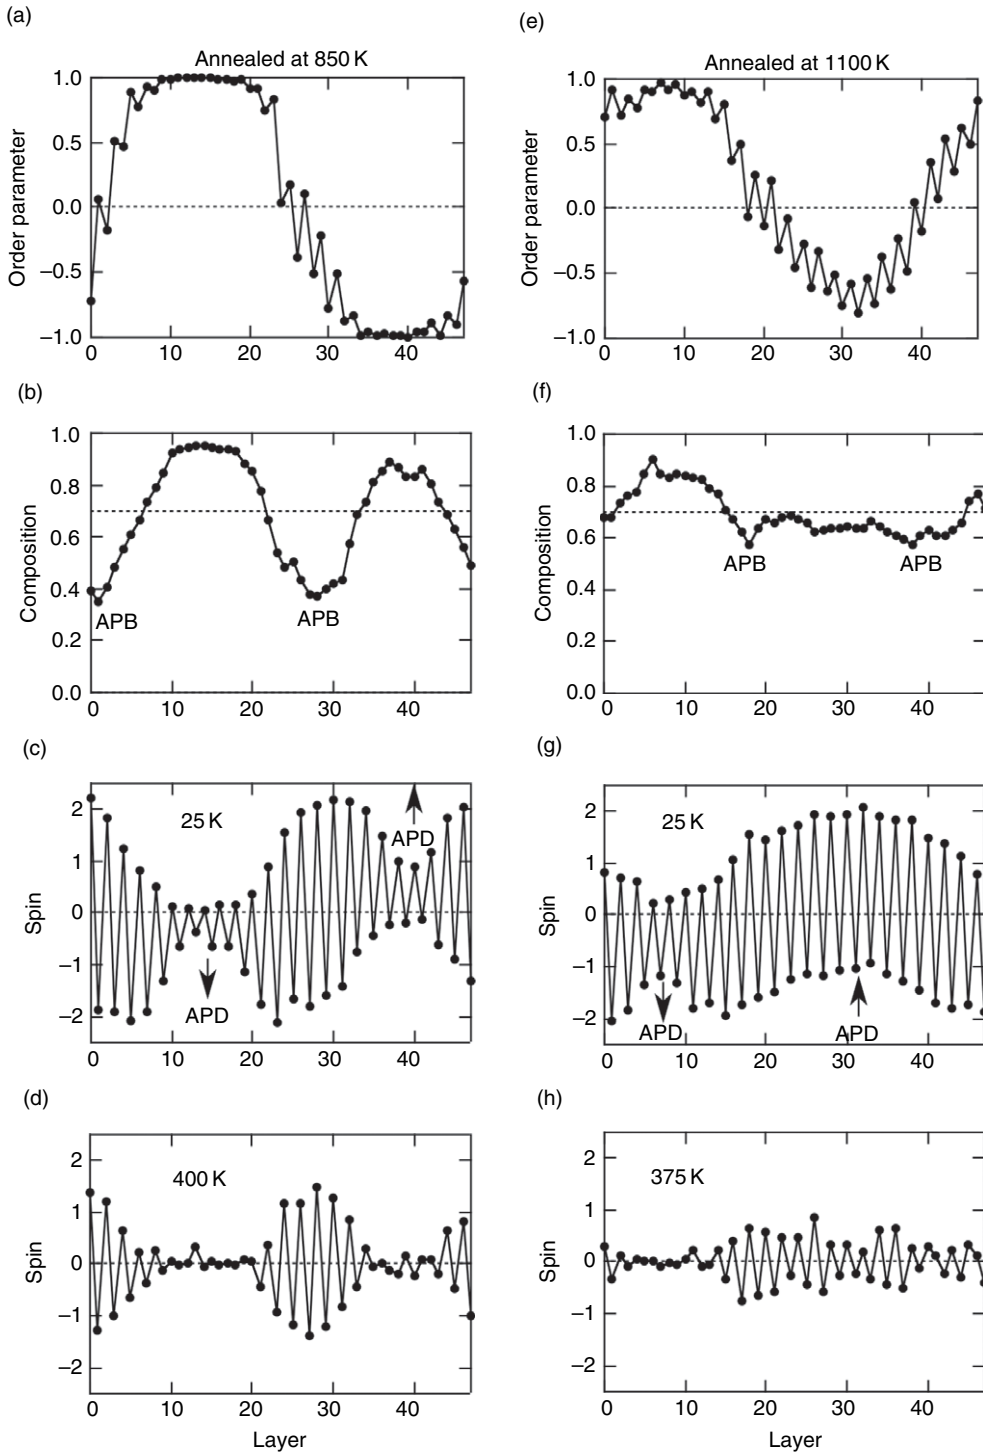 (a)
Annealed at 850 K
1.0
0.5
0.0
–0.5
–1.0
Order parameter
0 10 20 30 40
(b)
1.0
0.8
0.6
0.4
0.2
0.0
Composition
APB
APB
0 10 20 30 40
(c)
2
1
0
–1
–2
Spin
25 K
APD
APD
0 10 20 30 40
(d)
2
1
0
–1
–2
Spin
400 K
0 10 20 30 40
Layer
(e)
Annealed at 1100 K
1.0
0.5
0.0
–0.5
–1.0
Order parameter
0 10 20 30 40
(f)
1.0
0.8
0.6
0.4
0.2
0.0
Composition
APB
APB
0 10 20 30 40
(g)
2
1
0
–1
–2
Spin
25 K
APD
APD
0 10 20 30 40
(h)
2
1
0
–1
–2
Spin
375 K
0 10 20 30 40
Layer